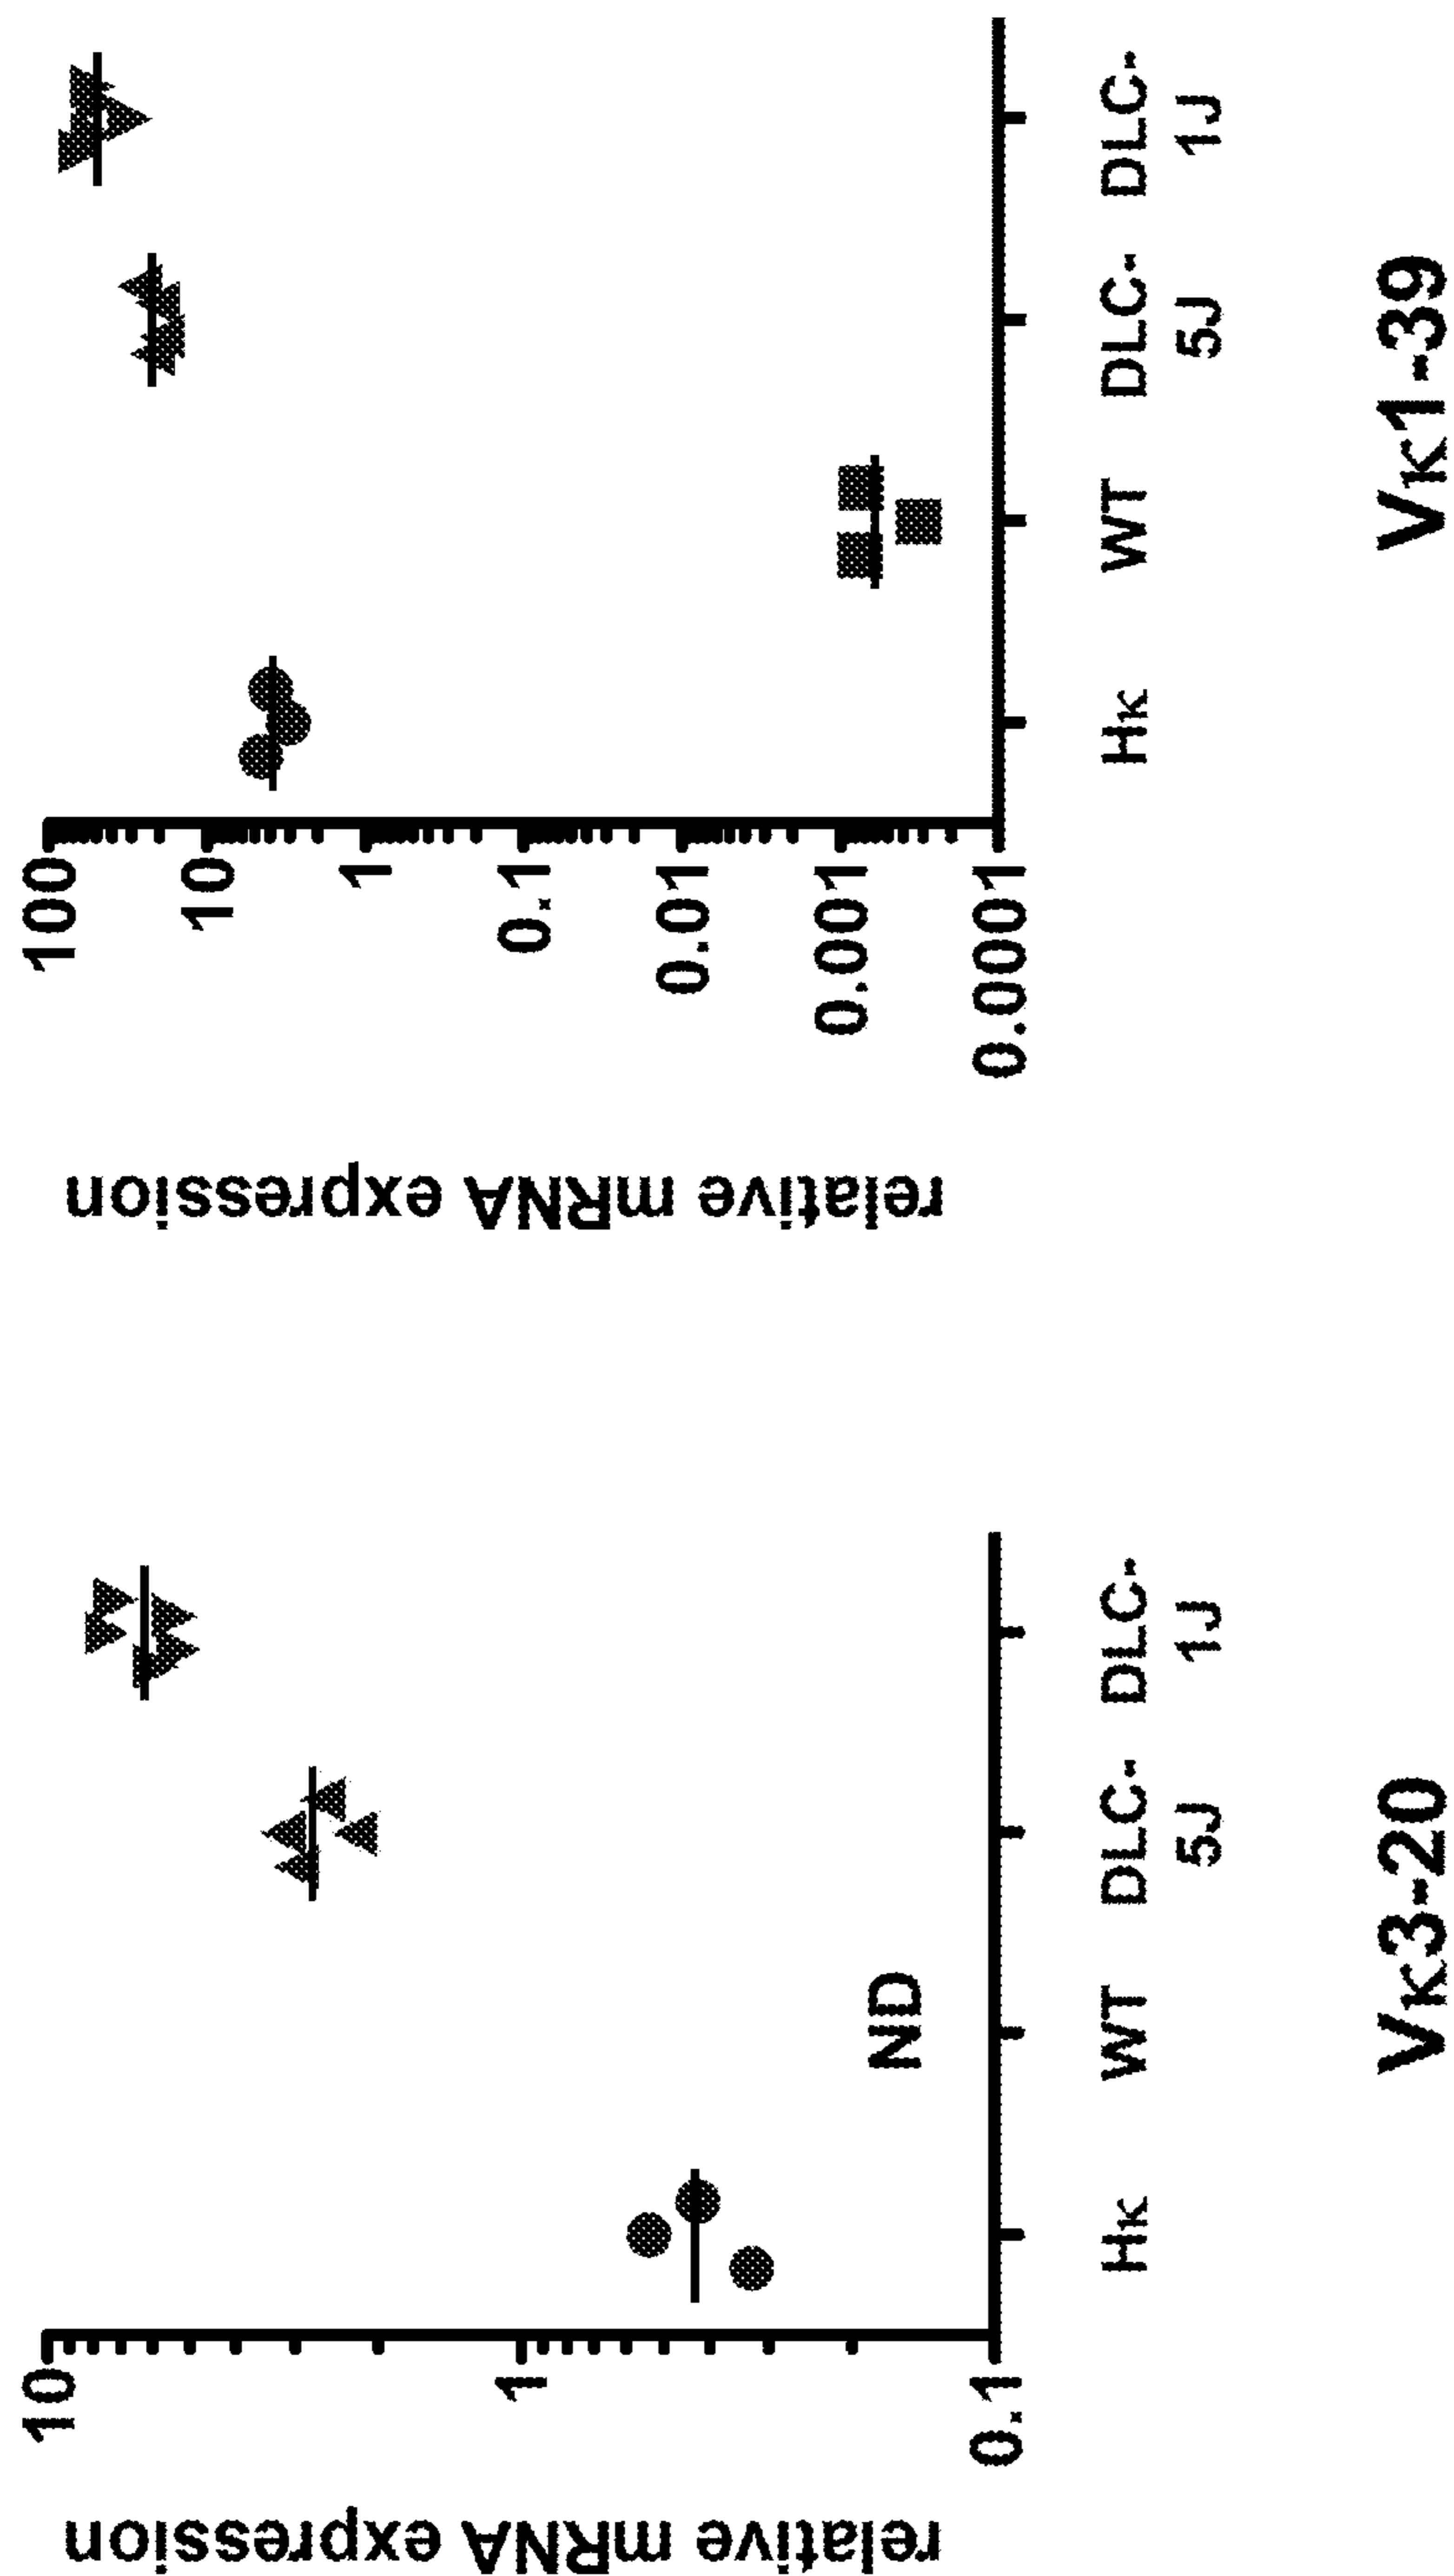 relative mRNA expression
10
1
0.1
ND
Hκ WT DLC- DLC-
5J 1J
Vκ3-20
relative mRNA expression
100
10
1
0.1
0.01
0.001
0.0001
Hκ WT DLC- DLC-
5J 1J
Vκ1-39